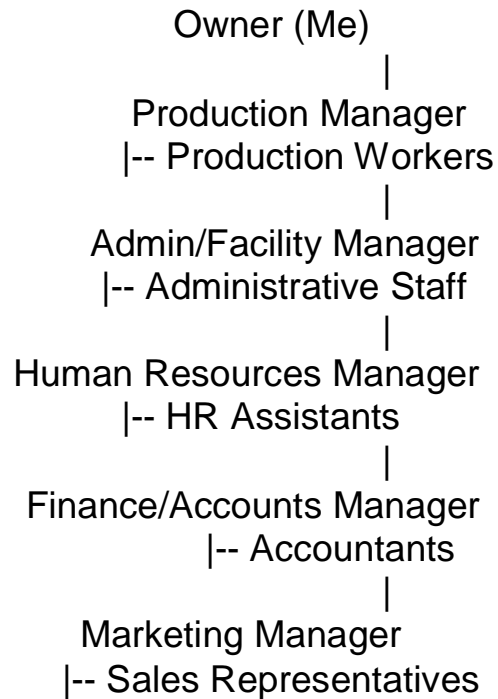 Owner (Me)
|
Production Manager
|-- Production Workers
|
Admin/Facility Manager
|-- Administrative Staff
|
Human Resources Manager
|-- HR Assistants
|
Finance/Accounts Manager
|-- Accountants
|
Marketing Manager
|-- Sales Representatives